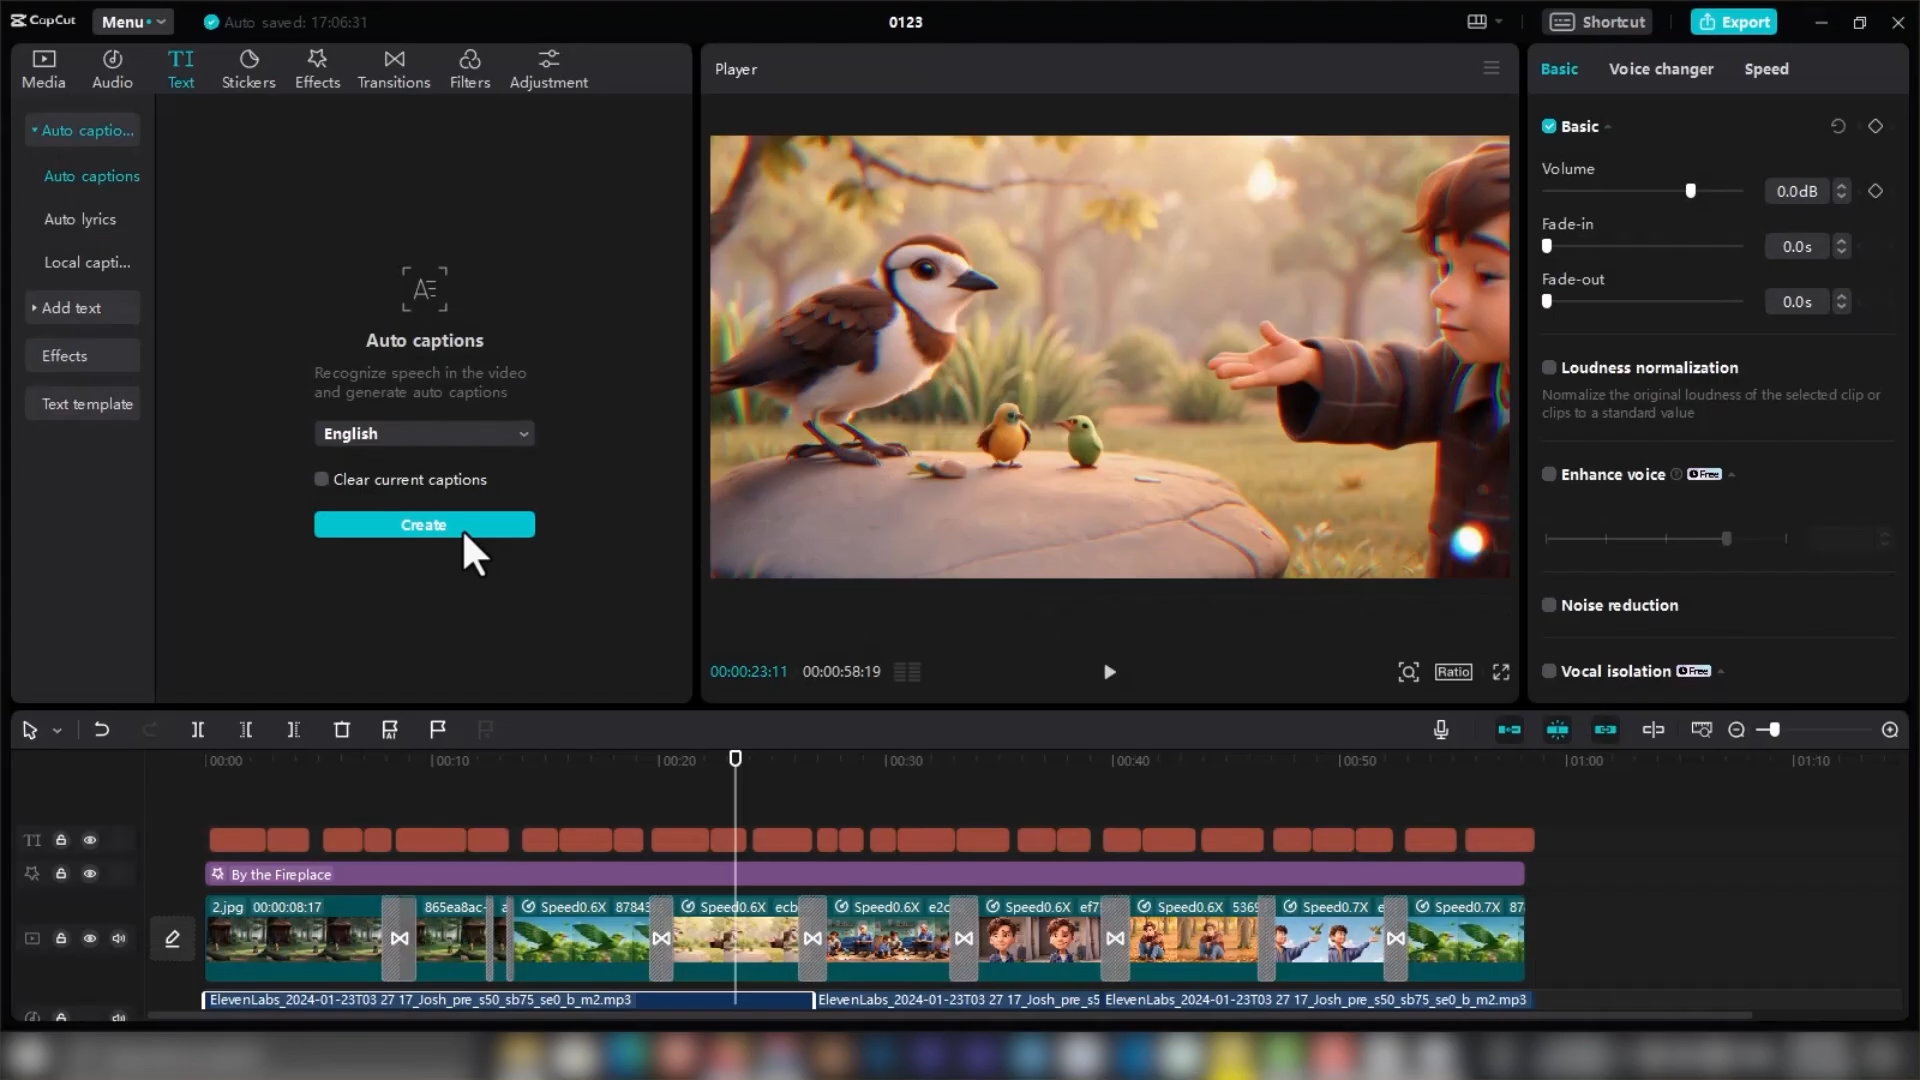 CapCut
Menu
Auto saved: 17:06:31
0123
Shortcut
Export
Media
Audio
TI
Text
Stickers
Effects
Transitions
Filters
Adjustment
Player
Basic
Voice changer
Speed
Auto captio...
Auto captions
Auto lyrics
Local capti...
Add text
Effects
Text template
A
Auto captions
Recognize speech in the video
and generate auto captions
English
Clear current captions
Create
Basic
Volume
0.0dB
Fade-in
0.0s
Fade-out
0.0s
Loudness normalization
Normalize the original loudness of the selected clip or
clips to a standard value
Enhance voice
Free
Noise reduction
Vocal isolation
Free
00:00:23:11
00:00:58:19
Ratio
00:00
00:10
00:20
00:30
00:40
00:50
01:00
01:10
TI
By the Fireplace
2.jpg 00:00:08:17
865ea8ac-
a
Speed0.6X 87843
Speed0.6X ecb
Speed0.6X e2c
Speed0.6X ef7
Speed0.6X 5369
Speed0.7X e
Speed0.7X 87
ElevenLabs_2024-01-23T03 27 17_Josh_pre_s50_sb75_se0_b_m2.mp3
ElevenLabs_2024-01-23T03 27 17_Josh_pre_s5
ElevenLabs_2024-01-23T03 27 17_Josh_pre_s50_sb75_se0_b_m2.mp3